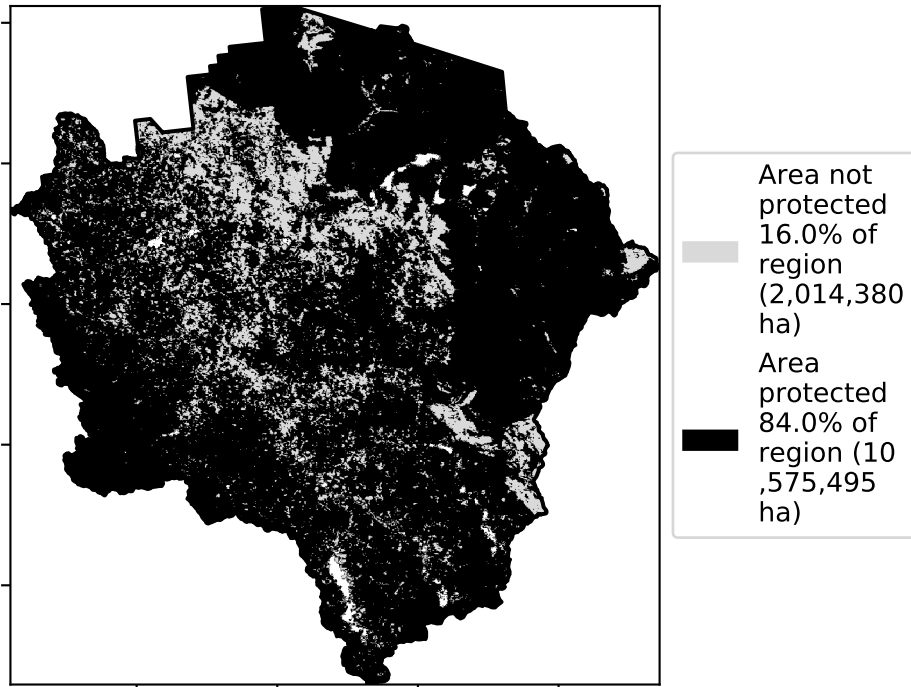 Area not
protected
16.0% of
region
(2,014,380
ha)
Area
protected
84.0% of
region (10
,575,495
ha)